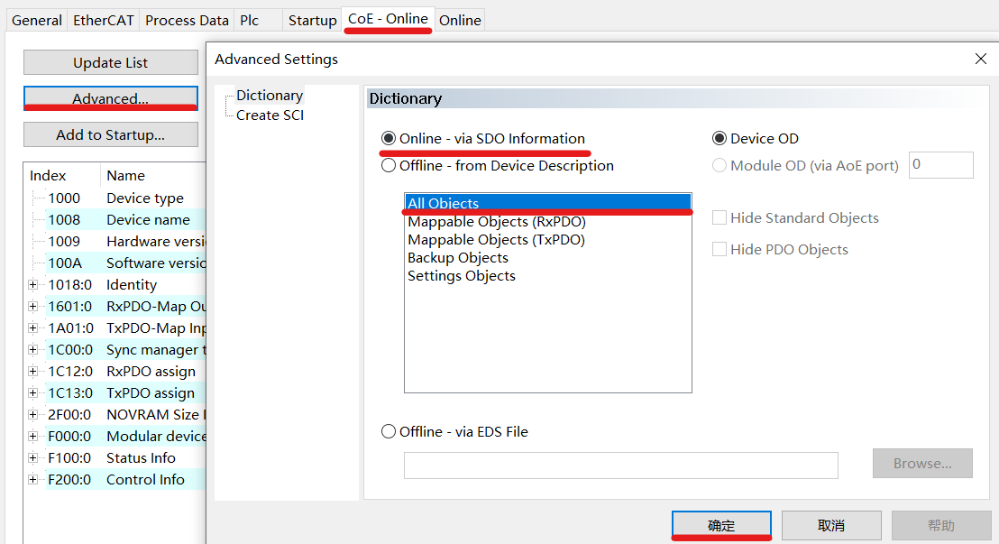 General EtherCAT Process Data Plc Startup CoE - Online Online
Update List
Advanced...
Add to Startup...
Index Name
1000 Device type
1008 Device name
1009 Hardware versi
100A Software versio
1018:0 Identity
1601:0 RxPDO-Map Ou
1A01:0 TxPDO-Map Inp
1C00:0 Sync manager t
1C12:0 RxPDO assign
1C13:0 TxPDO assign
2F00:0 NOVRAM Size I
F000:0 Modular device
F100:0 Status Info
F200:0 Control Info
Advanced Settings
Dictionary
Create SCI
Dictionary
Online - via SDO Information
Offline - from Device Description
All Objects
Mappable Objects (RxPDO)
Mappable Objects (TxPDO)
Backup Objects
Settings Objects
Device OD
Module OD (via AoE port) 0
Hide Standard Objects
Hide PDO Objects
Offline - via EDS File
Browse...
确定 取消 帮助